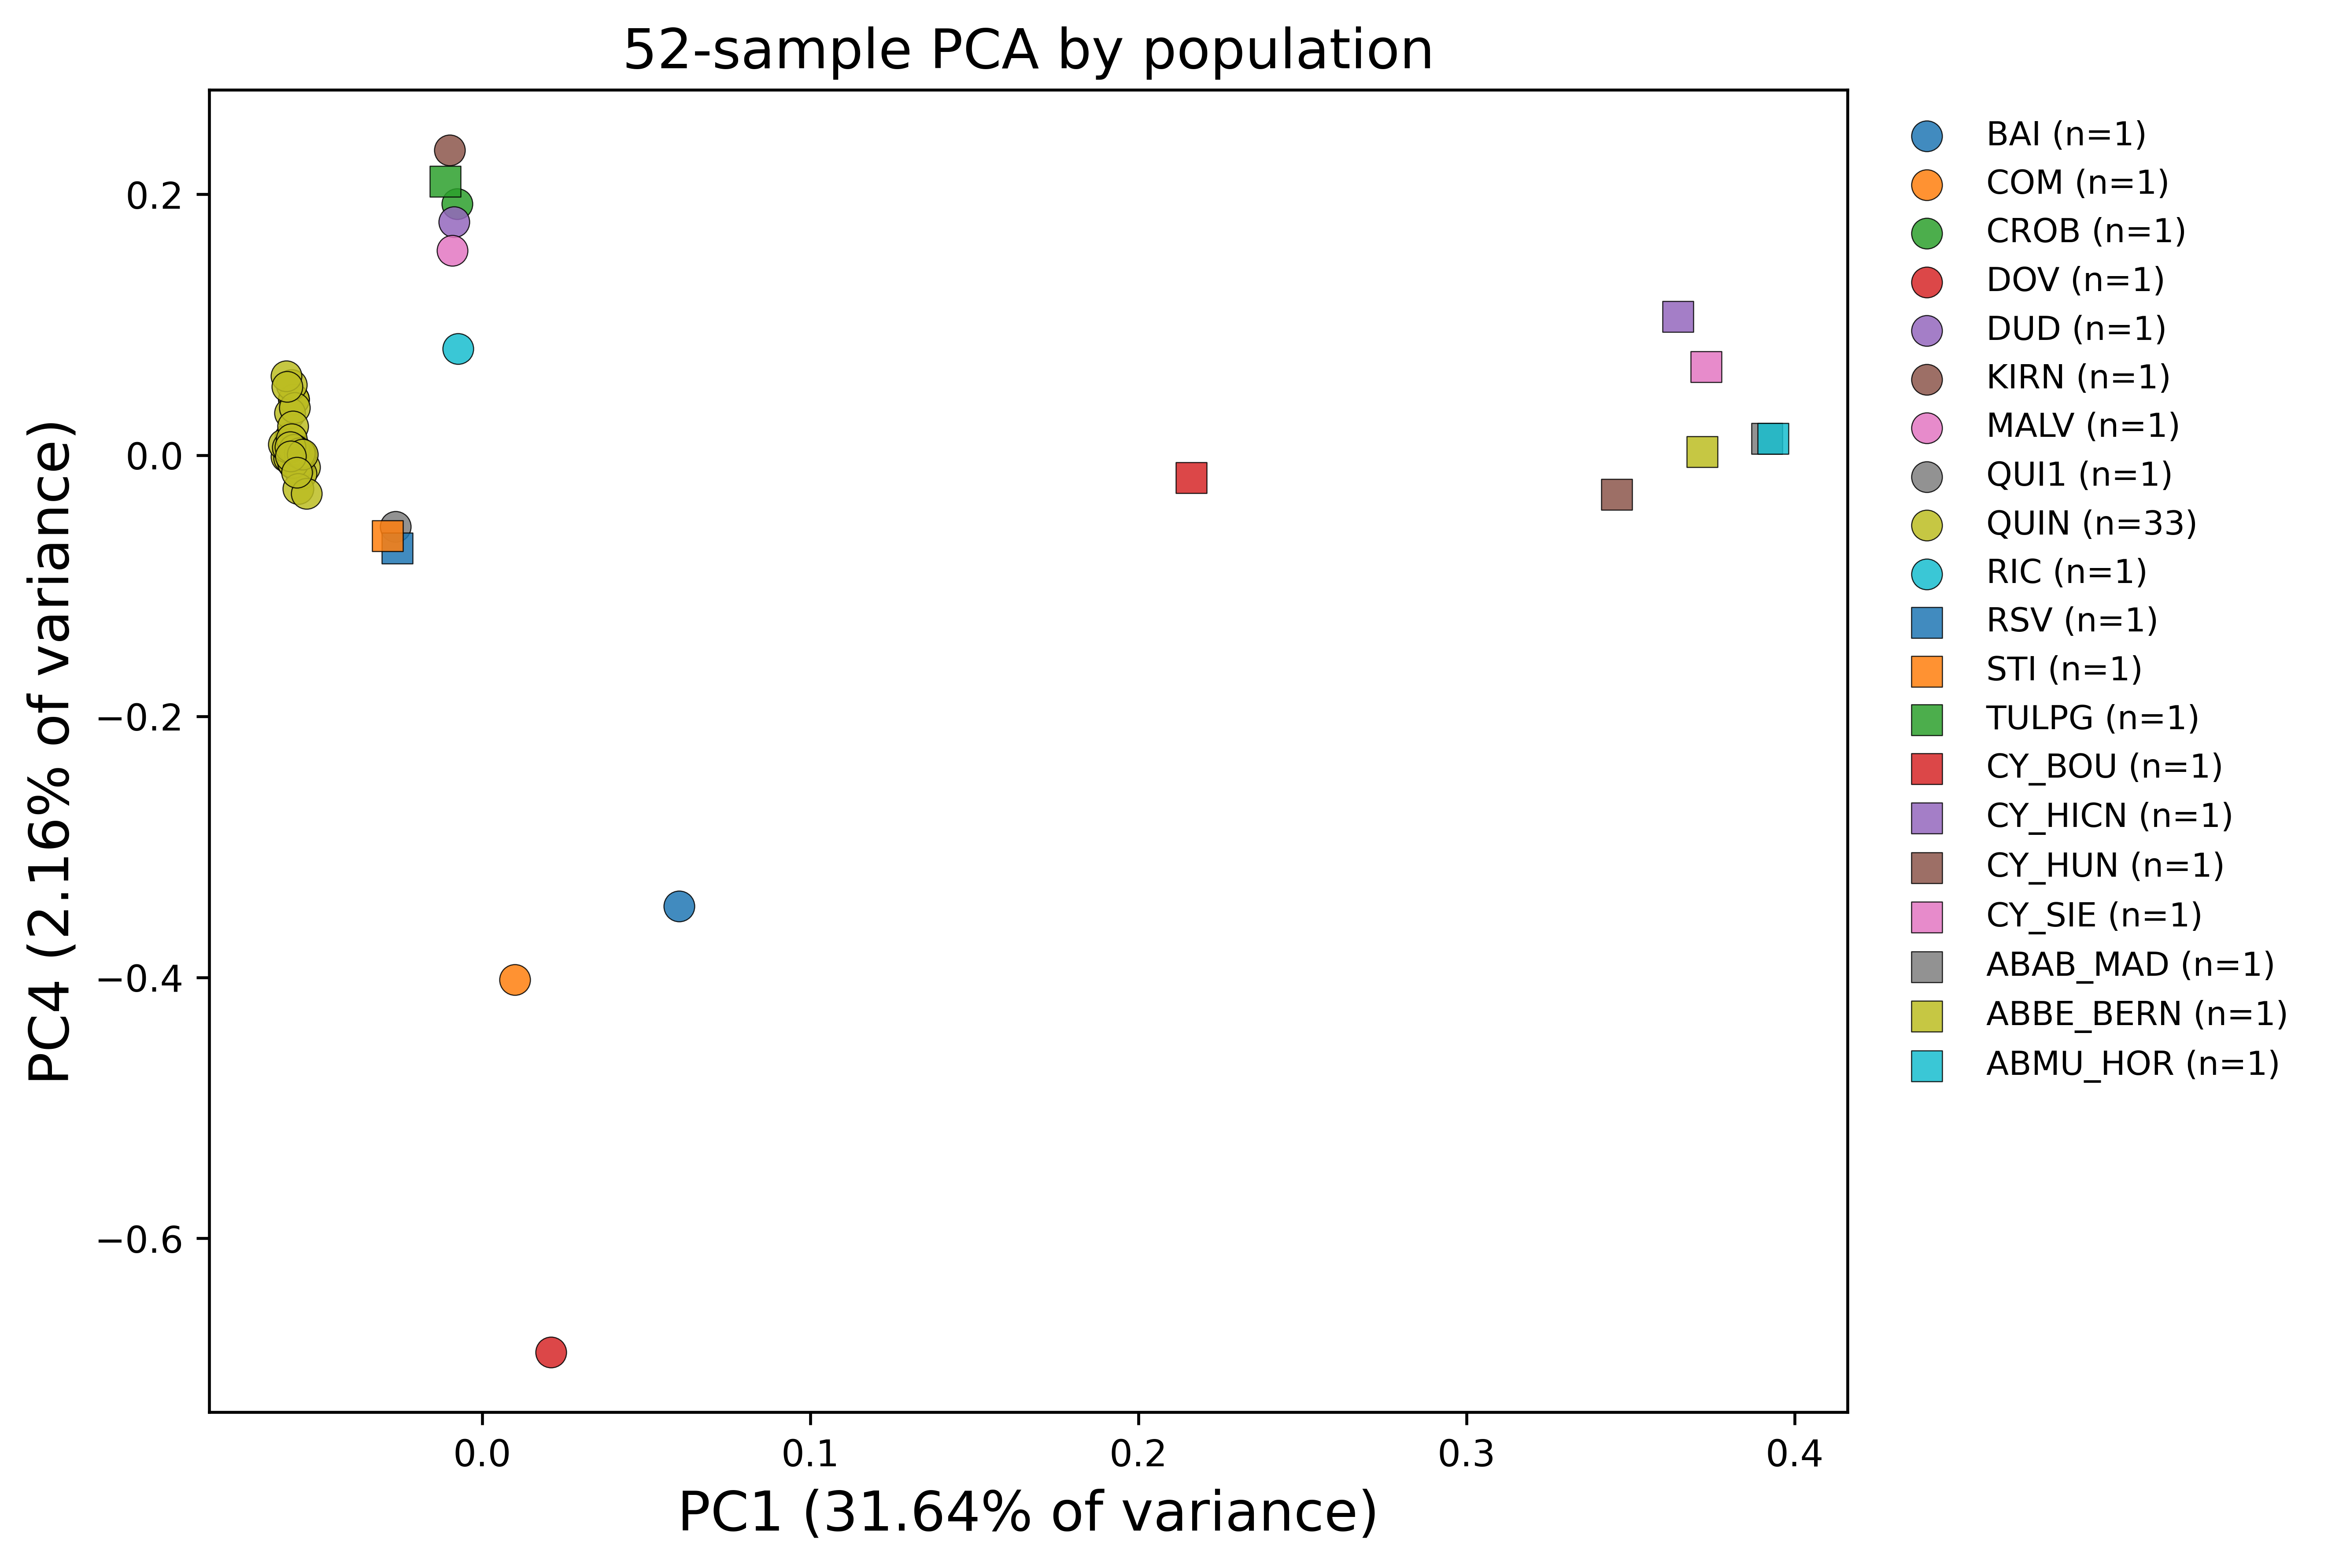 52-sample PCA by population
PC4 (2.16% of variance)
0.2
0.0
−0.2
−0.4
−0.6
0.0
0.1
0.2
0.3
0.4
PC1 (31.64% of variance)
BAI (n=1)
COM (n=1)
CROB (n=1)
DOV (n=1)
DUD (n=1)
KIRN (n=1)
MALV (n=1)
QUI1 (n=1)
QUIN (n=33)
RIC (n=1)
RSV (n=1)
STI (n=1)
TULPG (n=1)
CY_BOU (n=1)
CY_HICN (n=1)
CY_HUN (n=1)
CY_SIE (n=1)
ABAB_MAD (n=1)
ABBE_BERN (n=1)
ABMU_HOR (n=1)